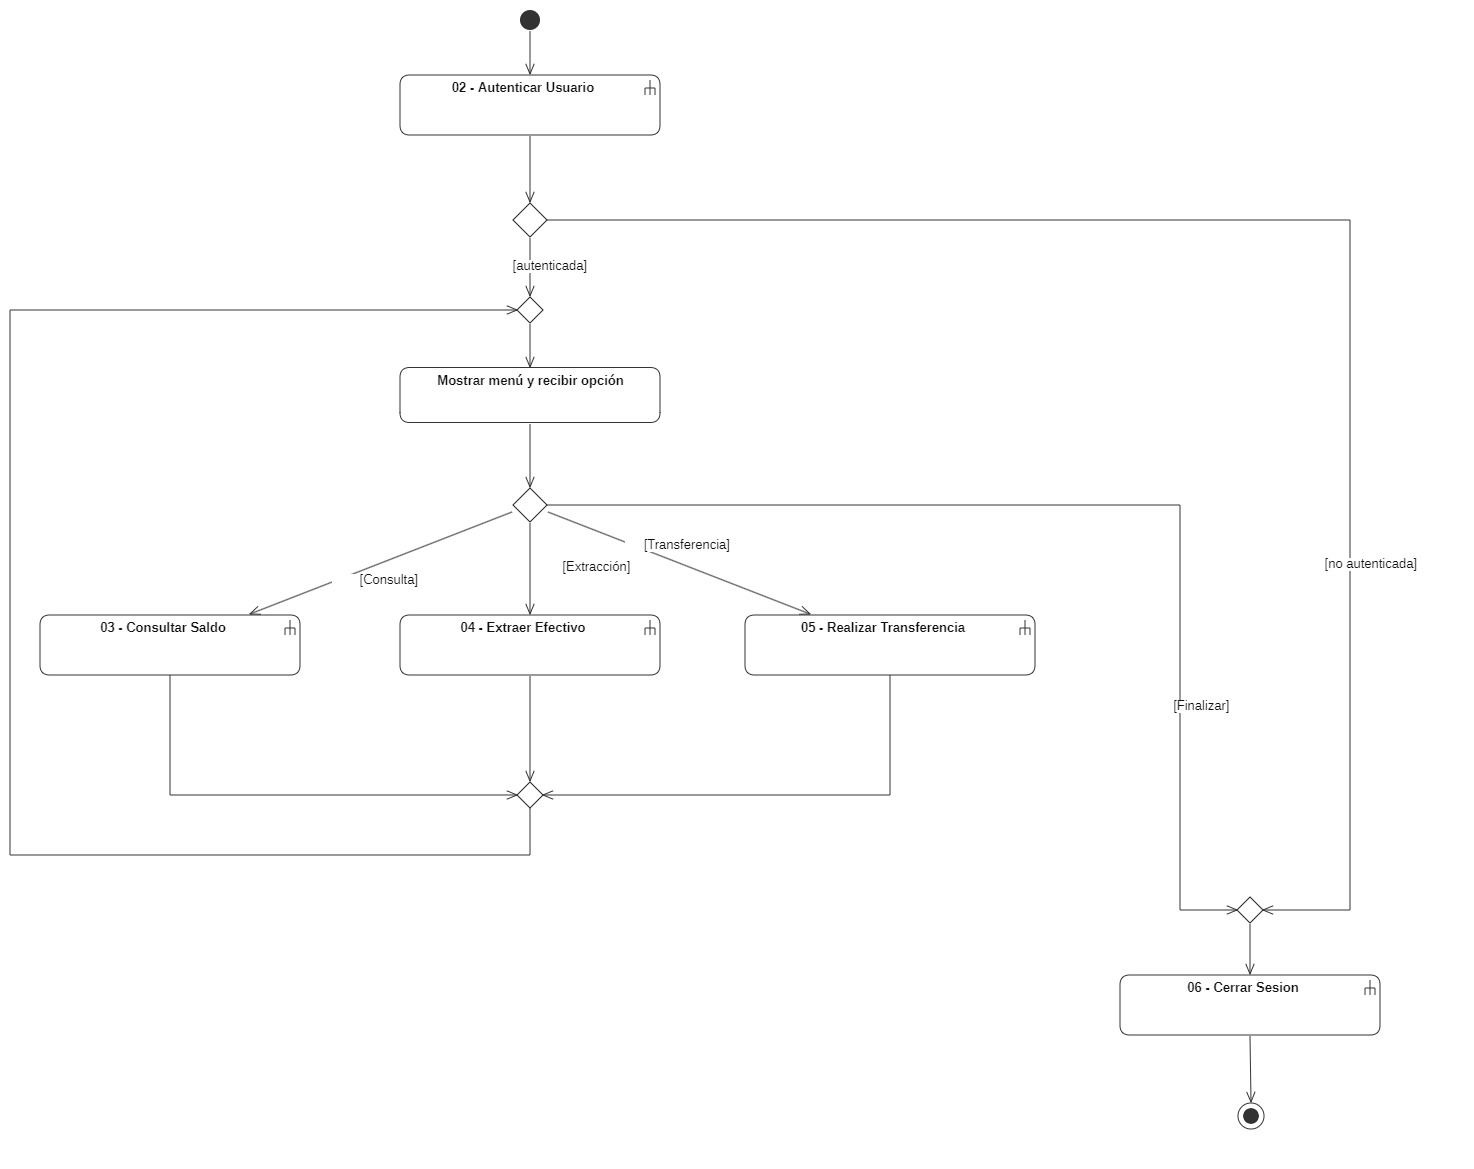 02 - Autenticar Usuario
[autenticada]
Mostrar menú y recibir opción
[Transferencia]
[Extracción]
[Consulta]
[no autenticada]
03 - Consultar Saldo
04 - Extraer Efectivo
05 - Realizar Transferencia
[Finalizar]
06 - Cerrar Sesion